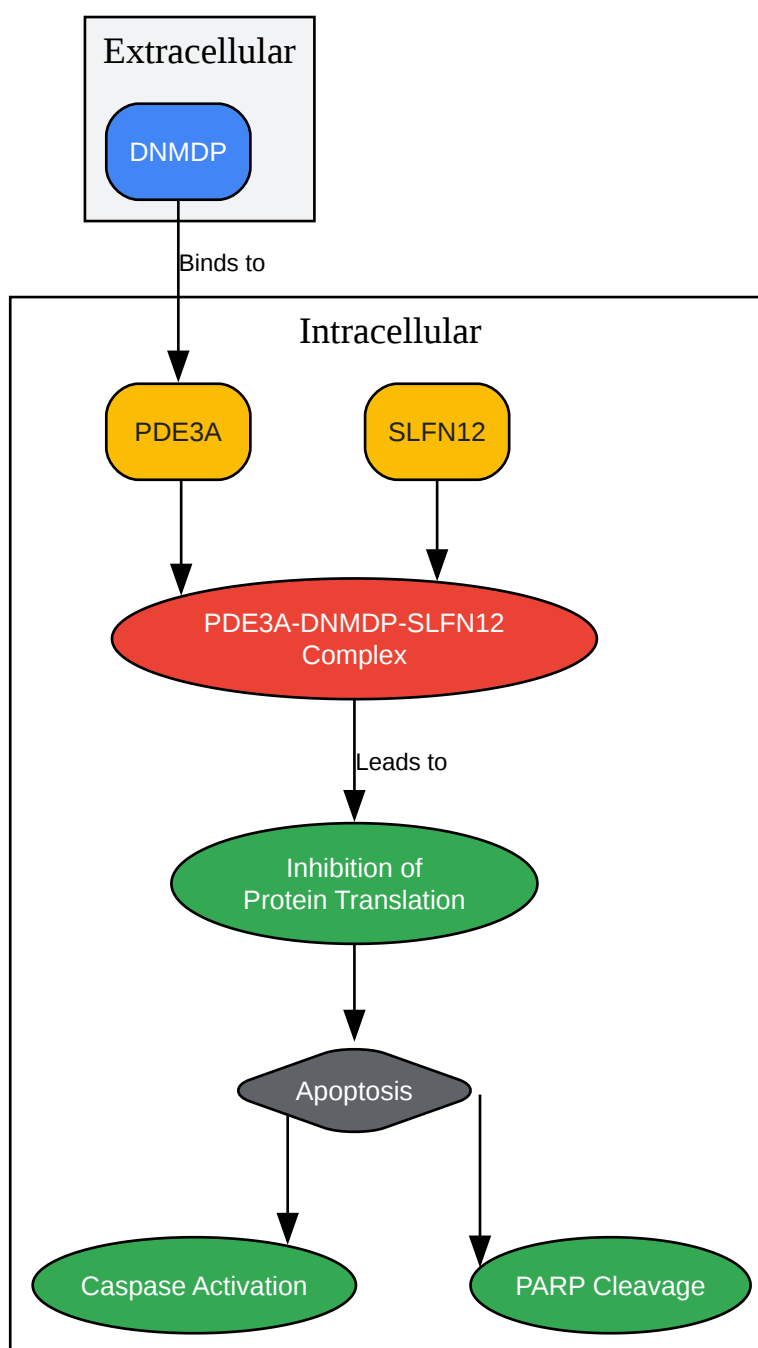 Extracellular
DNMDP
Binds to
Intracellular
PDE3A
SLFN12
PDE3A-DNMDP-SLFN12
Complex
Leads to
Inhibition of
Protein Translation
Apoptosis
Caspase Activation
PARP Cleavage